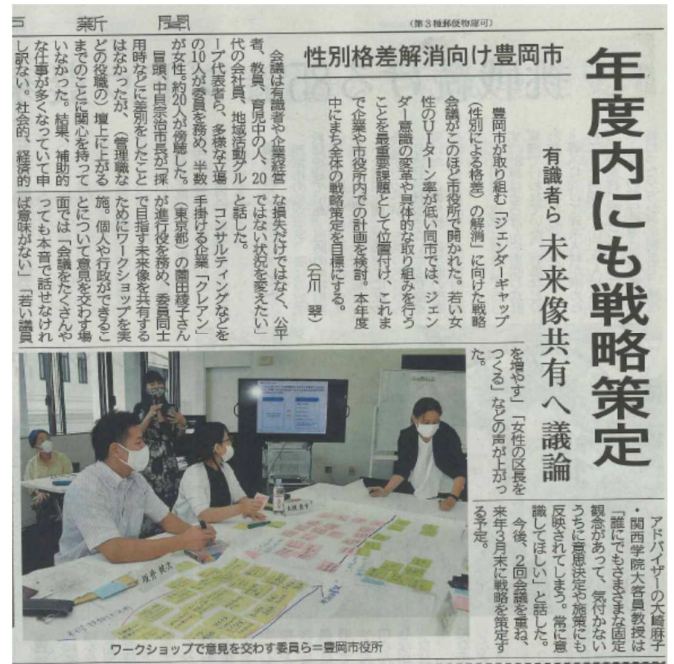 新聞
(第3種郵便物認可)
性別格差解消向け豊岡市
年度内にも戦略策定
有識者ら 未来像共有へ議論
豊岡市が取り組む「ジェンダーギャップ
(性別による格差)の解消」に向けた戦略
会議がこのほど市役所で開かれた。若い女
性のUターン率が低い同市では、ジェン
ダー意識の変革や具体的な取り組みを行う
ことを最重要課題として位置付け、これま
で企業や市役所内での計画を検討。本年度
中にまち全体の戦略策定を目標にする。
(石川 翠)
会議は有識者や企業経営
者、教員、育児中の人、20
代の会社員、地域活動グル
ープ代表者ら、多様な立場
の10人が委員を務め、半数
が女性。約20人が傍聴した。
冒頭、中貝宗治市長が「採
用時などに差別をしたこと
はなかったが、(管理職な
どの役職の)壇上に上がる
までのことに関心を持って
いなかった。結果、補助的
な仕事が多くなっていて申
し訳ない。社会的、経済的
な損失だけではなく、公平
ではない状況を変えたい」
と話した。
コンサルティングなどを
手掛ける企業「クレアン」
(東京都)の薗田綾子さん
が進行役を務め、委員同士
で目指す未来像を共有する
ためにワークショップを実
施。個人や行政ができるこ
とについて意見を交わす場
面では「会議をたくさんや
っても本音で話せなけれ
ば意味がない」「若い議員
を増やす」「女性の区長を
つくる」などの声が上がっ
た。
アドバイザーの大崎麻子
・関西学院大客員教授は
「誰にでもさまざまな固定
観念があって、気付かない
うちに意思決定や施策にも
反映されてしまう。常に意
識してほしい」と話した。
今後、2回会議を重ね、
来年3月末に戦略を策定す
る予定。
ワークショップで意見を交わす委員ら=豊岡市役所